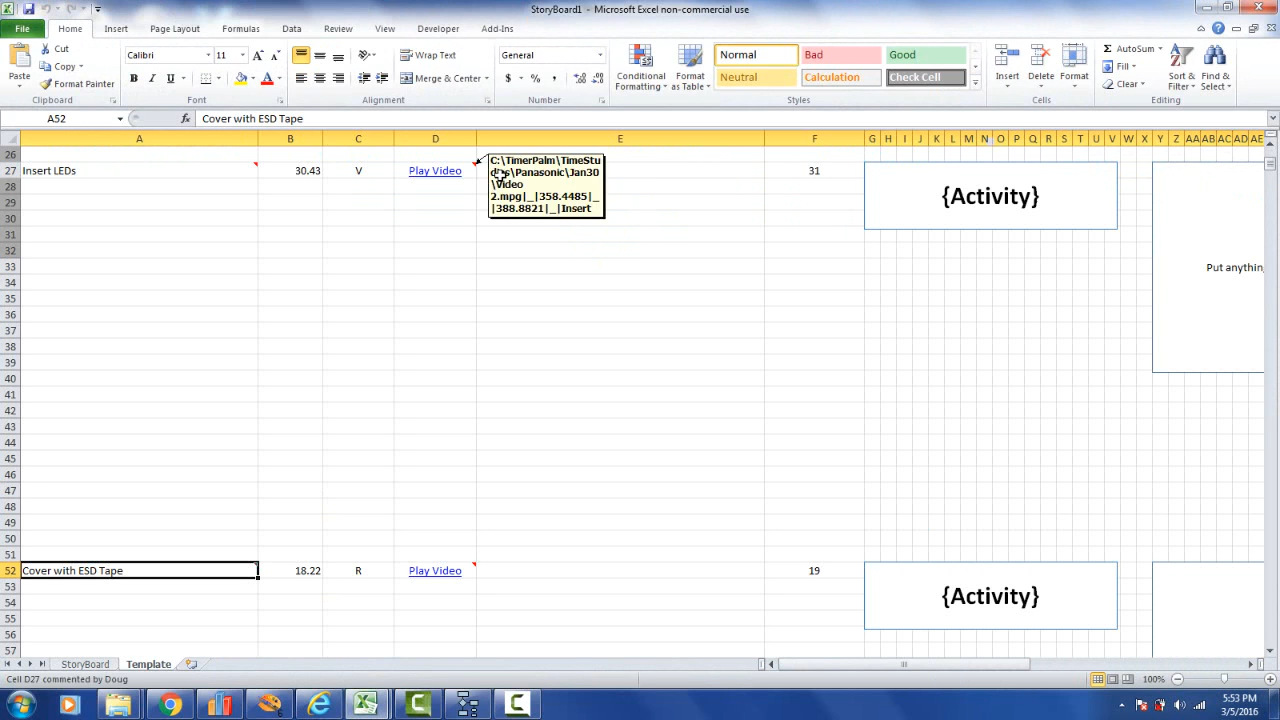 StoryBoard1 - Microsoft Excel non-commercial use
File Home Insert Page Layout Formulas Data Review View Developer Add-Ins
Paste
Cut
Copy
Format Painter
Clipboard
Calibri 11
B I U
Font
Wrap Text
Merge & Center
Alignment
General
$ % ,
Number
Conditional Formatting
Format as Table
Normal Bad Good
Neutral Calculation Check Cell
Styles
Insert Delete Format
Cells
AutoSum
Fill
Clear
Sort & Filter
Find & Select
Editing
A52 fx Cover with ESD Tape
A B C D E F G H I J K L M N O P Q R S T U V W X Y Z AA AB AC AD AE
26
27 Insert LEDs 30.43 V Play Video 31
C:\TimerPalm\TimeStu
\Panasonic\Jan30
\Video
2.mpg|_|358.4485|_
|388.8821|_|Insert
{Activity}
28
29
30
31
32
33 Put anythin
34
35
36
37
38
39
40
41
42
43
44
45
46
47
48
49
50
51
52 Cover with ESD Tape 18.22 R Play Video 19
{Activity}
53
54
55
56
57
StoryBoard Template
Cell D27 commented by Doug
100%
5:53 PM
3/5/2016